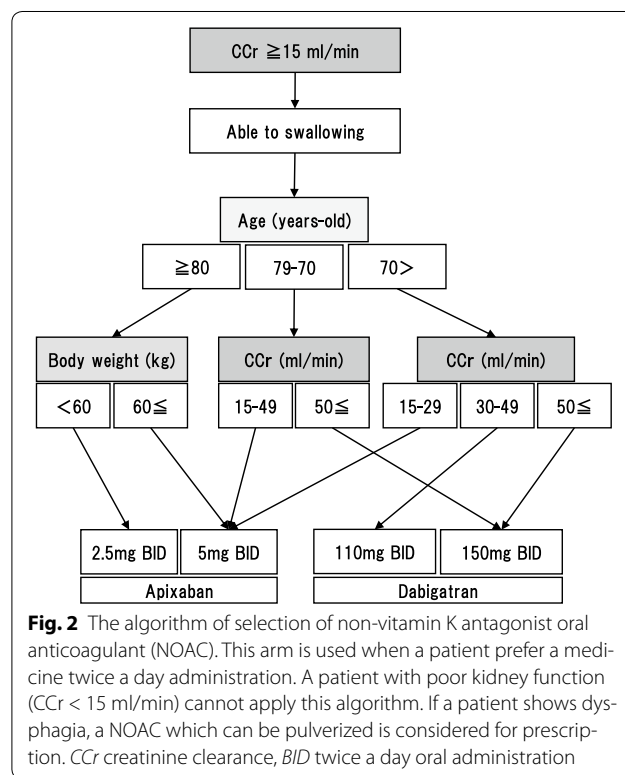 CCr ≧15 ml/min
Able to swallowing
Age (years-old)
≧80 79-70 70>
Body weight (kg) CCr (ml/min) CCr (ml/min)
<60 60≦ 15-49 50≦ 15-29 30-49 50≦
2.5mg BID 5mg BID 110mg BID 150mg BID
Apixaban Dabigatran
Fig. 2 The algorithm of selection of non-vitamin K antagonist oral
anticoagulant (NOAC). This arm is used when a patient prefer a medi-
cine twice a day administration. A patient with poor kidney function
(CCr < 15 ml/min) cannot apply this algorithm. If a patient shows dys-
phagia, a NOAC which can be pulverized is considered for prescrip-
tion. CCr creatinine clearance, BID twice a day oral administration